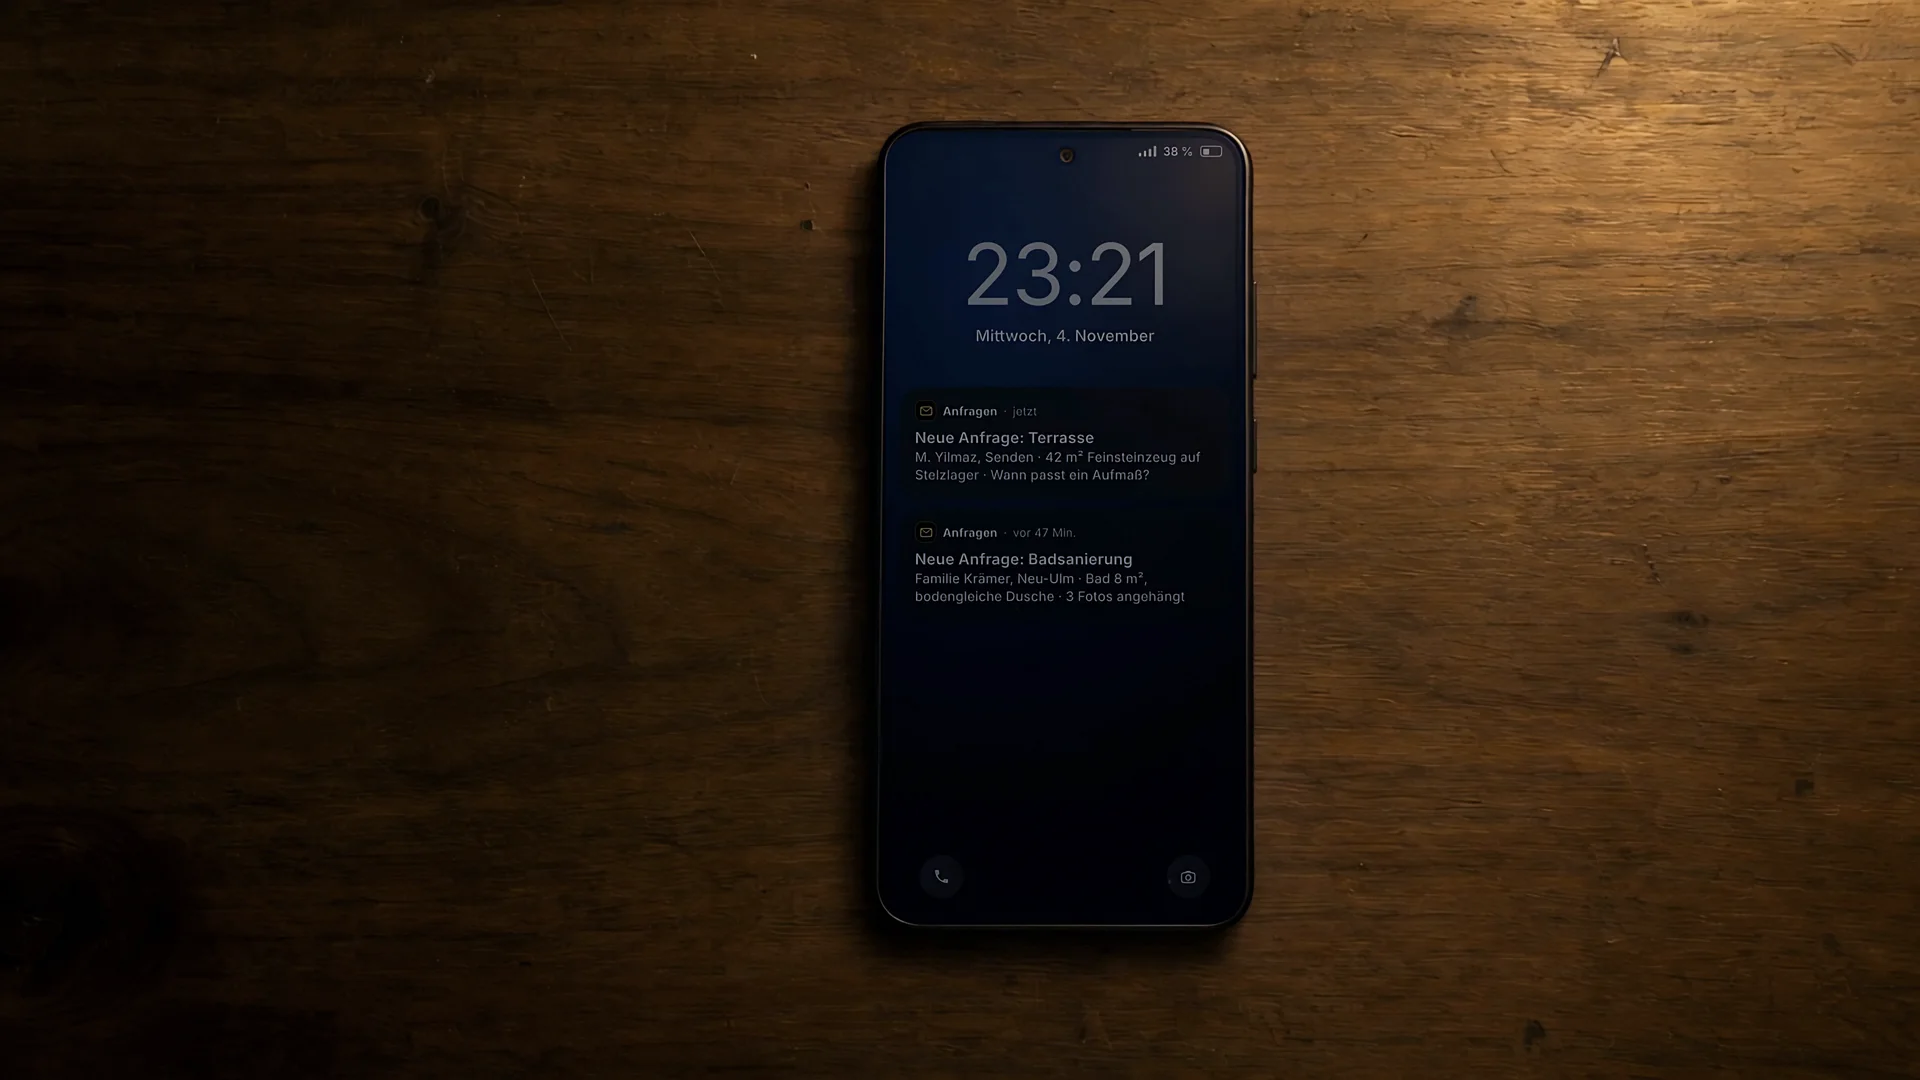 38 %
23:21
Mittwoch, 4. November
Anfragen · jetzt
Neue Anfrage: Terrasse
M. Yilmaz, Senden · 42 m² Feinsteinzeug auf
Stelzlager · Wann passt ein Aufmaß?
Anfragen · vor 47 Min.
Neue Anfrage: Badsanierung
Familie Krämer, Neu-Ulm · Bad 8 m²,
bodengleiche Dusche · 3 Fotos angehängt